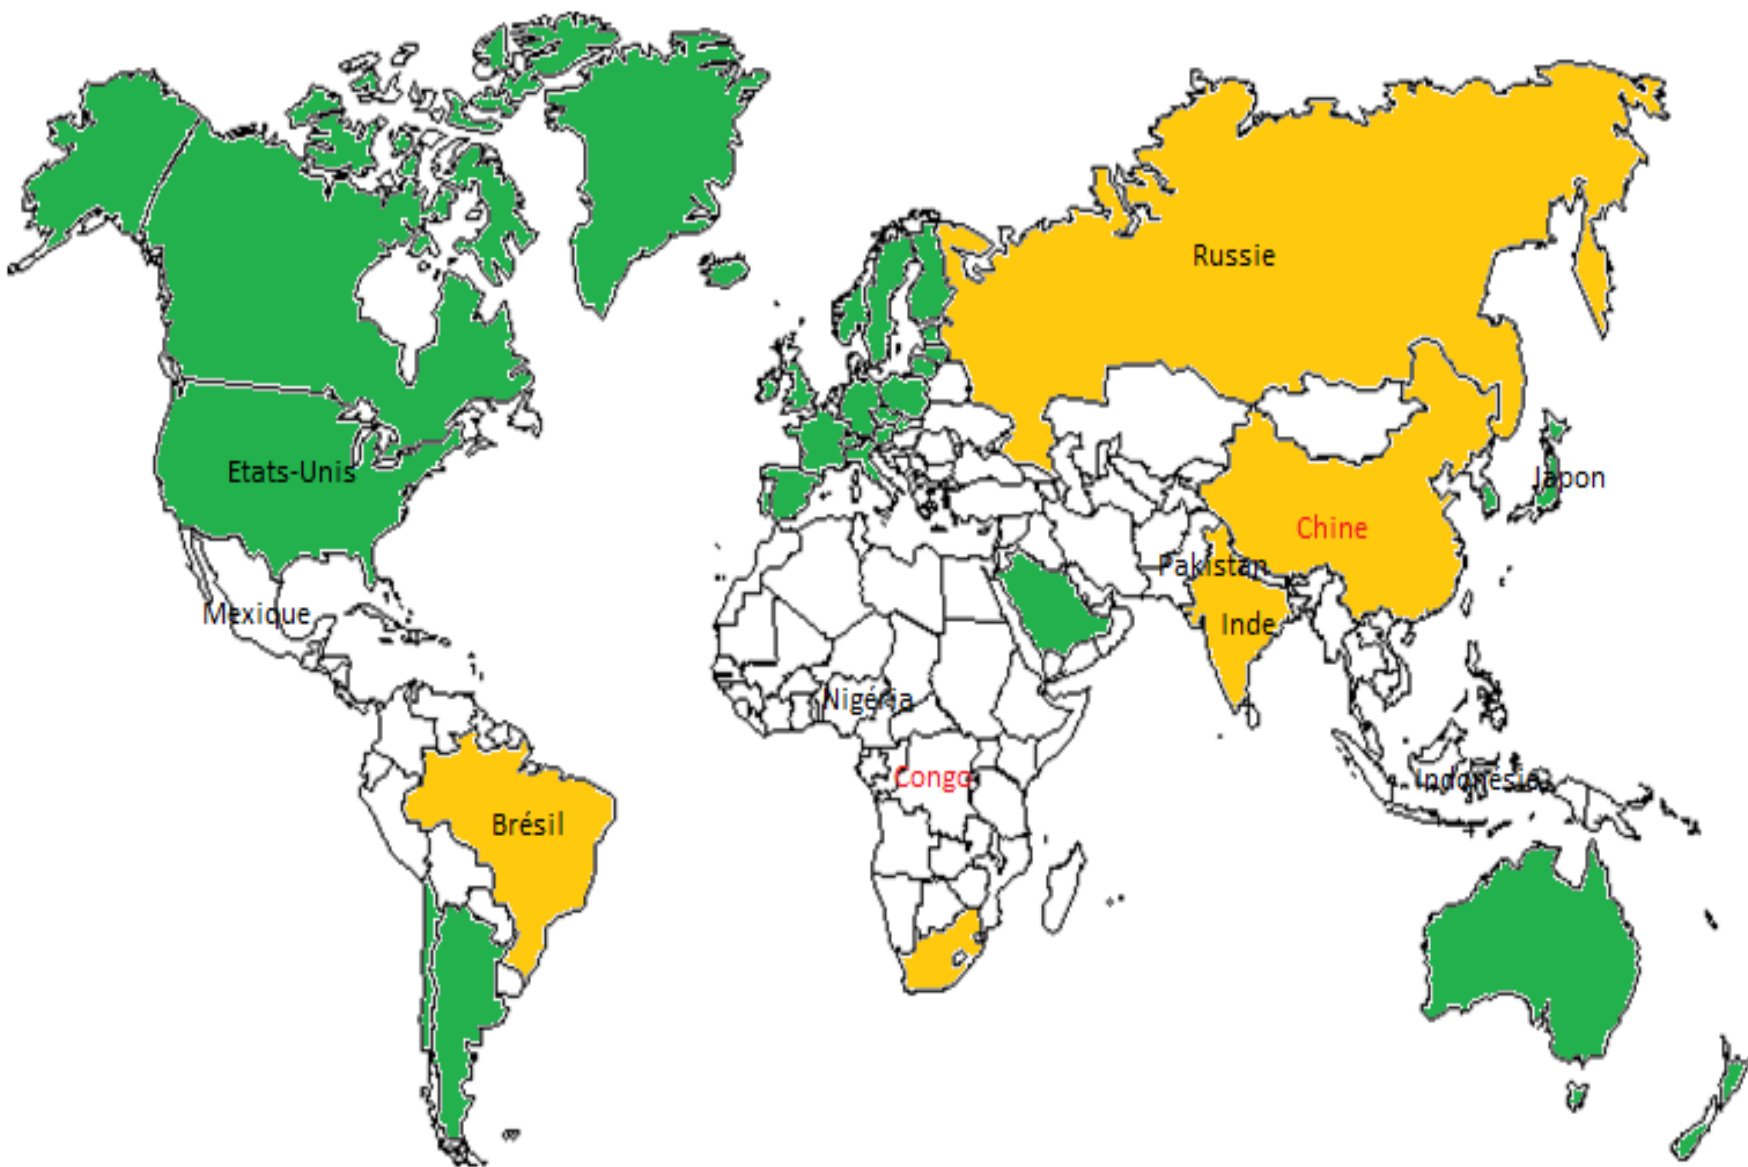 Russie
Etats-Unis
Japon
Chine
Pakistan
Mexique
Inde
Nigéria
Congo
Indonésie
Brésil